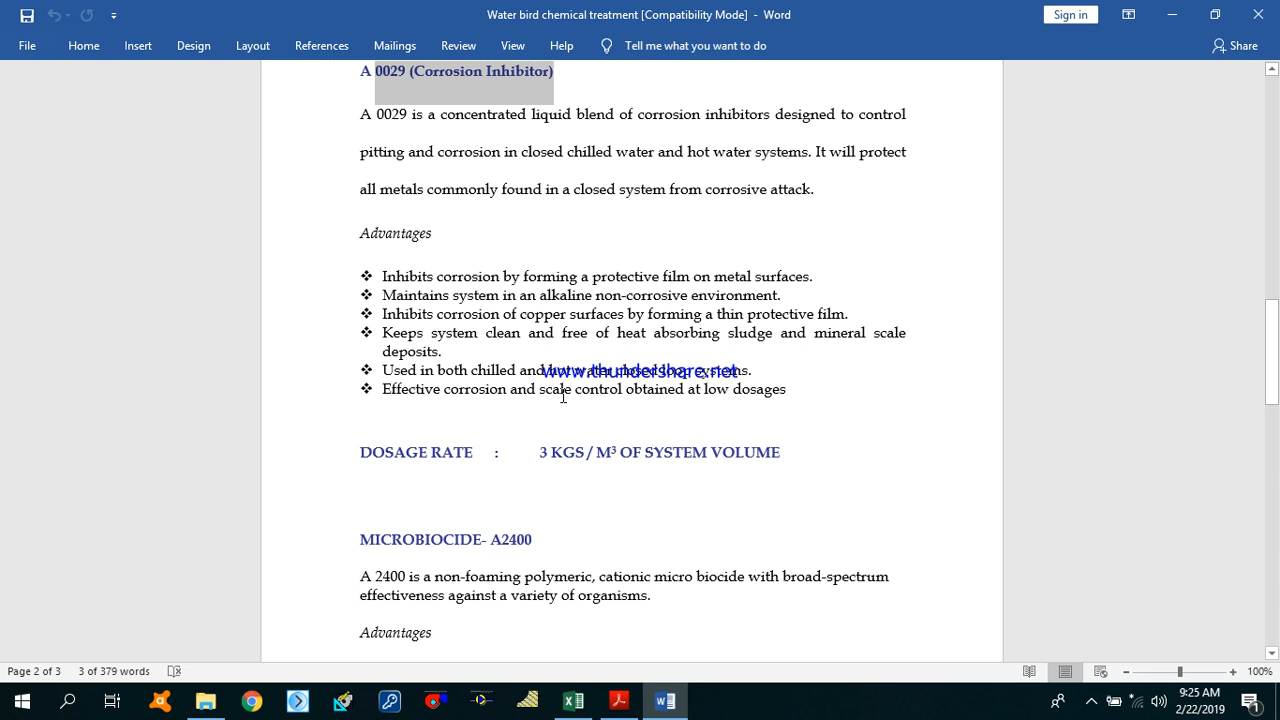 Water bird chemical treatment [Compatibility Mode] - Word
Sign in
File Home Insert Design Layout References Mailings Review View Help Tell me what you want to do Share
A 0029 (Corrosion Inhibitor)
A 0029 is a concentrated liquid blend of corrosion inhibitors designed to control
pitting and corrosion in closed chilled water and hot water systems. It will protect
all metals commonly found in a closed system from corrosive attack.
Advantages
❖ Inhibits corrosion by forming a protective film on metal surfaces.
❖ Maintains system in an alkaline non-corrosive environment.
❖ Inhibits corrosion of copper surfaces by forming a thin protective film.
❖ Keeps system clean and free of heat absorbing sludge and mineral scale
deposits.
❖ Used in both chilled and hot water closed loop systems.
www.thundershare.net
❖ Effective corrosion and scale control obtained at low dosages
DOSAGE RATE : 3 KGS / M³ OF SYSTEM VOLUME
MICROBIOCIDE- A2400
A 2400 is a non-foaming polymeric, cationic micro biocide with broad-spectrum
effectiveness against a variety of organisms.
Advantages
Page 2 of 3 3 of 379 words 100%
9:25 AM
2/22/2019